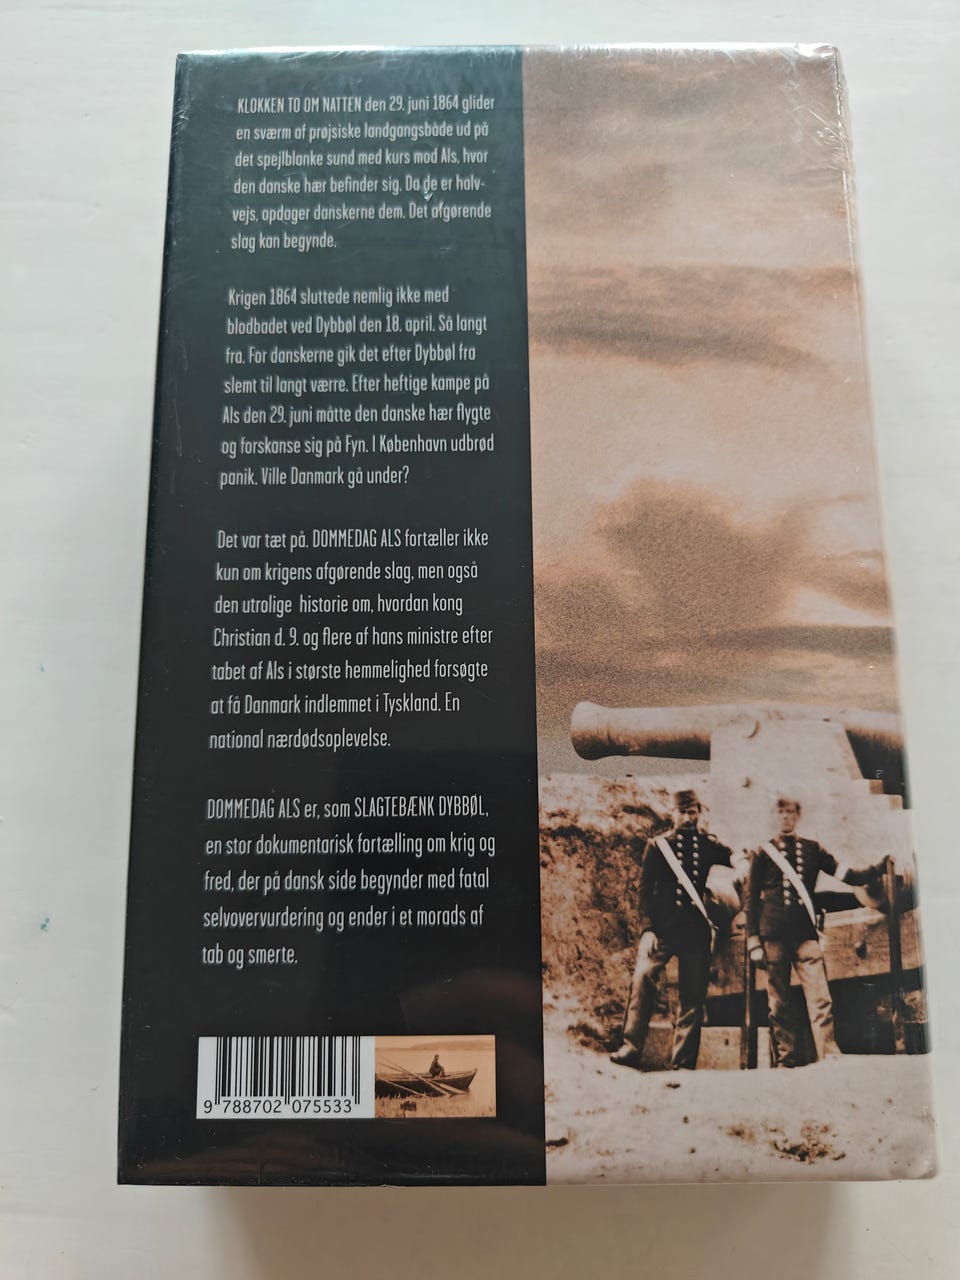 KLOKKEN TO OM NATTEN den 29. juni 1864 glider
en sværm af prøjsiske landgangsbåde ud på
det spejlblanke sund med kurs mod Als, hvor
den danske hær befinder sig. Da de er halv-
vejs, opdager danskerne dem. Det afgørende
slag kan begynde.
Krigen 1864 sluttede nemlig ikke med
blodbadet ved Dybbøl den 18. april. Så langt
fra. For danskerne gik det efter Dybbøl fra
slemt til langt værre. Efter heftige kampe på
Als den 29. juni måtte den danske hær flygte
og forskanse sig på Fyn. I København udbrød
panik. Ville Danmark gå under?
Det var tæt på. DOMMEDAG ALS fortæller ikke
kun om krigens afgørende slag, men også
den utrolige historie om, hvordan kong
Christian d. 9. og flere af hans ministre efter
tabet af Als i største hemmelighed forsøgte
at få Danmark indlemmet i Tyskland. En
national nærdødsoplevelse.
DOMMEDAG ALS er, som SLAGTEBÆNK DYBBØL,
en stor dokumentarisk fortælling om krig og
fred, der på dansk side begynder med fatal
selvovervurdering og ender i et morads af
tab og smerte.
9 788702 075533